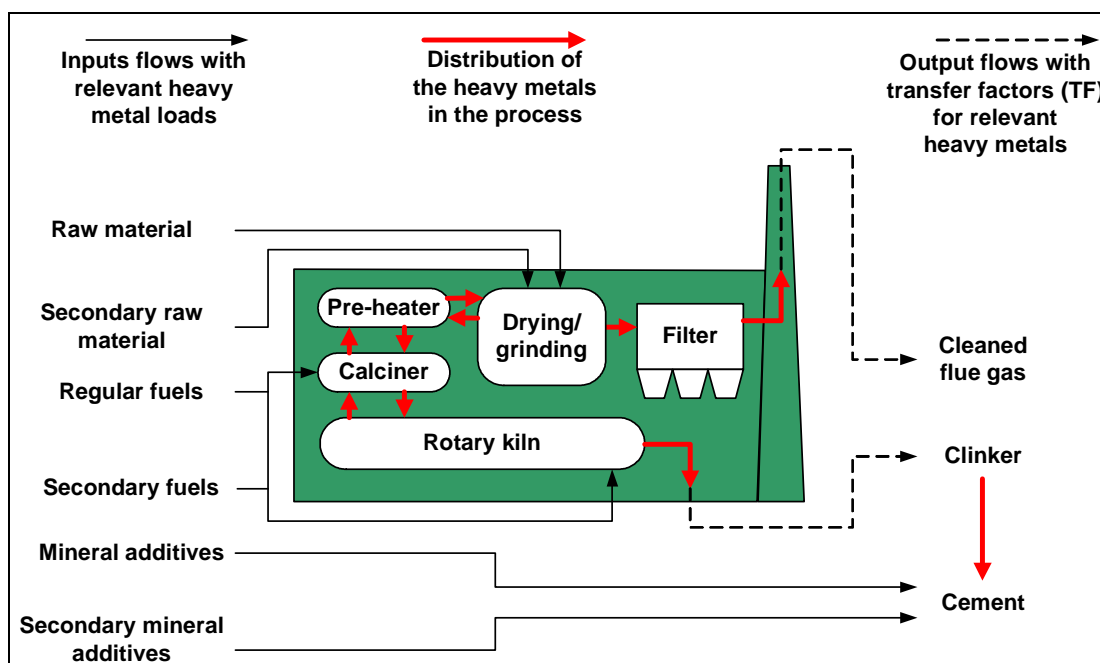 Inputs flows with
relevant heavy
metal loads
Distribution of
the heavy metals
in the process
Output flows with
transfer factors (TF)
for relevant
heavy metals
Raw material
Secondary raw
material
Regular fuels
Secondary fuels
Mineral additives
Secondary mineral
additives
Pre-heater
Calciner
Drying/
grinding
Filter
Rotary kiln
Cleaned
flue gas
Clinker
Cement